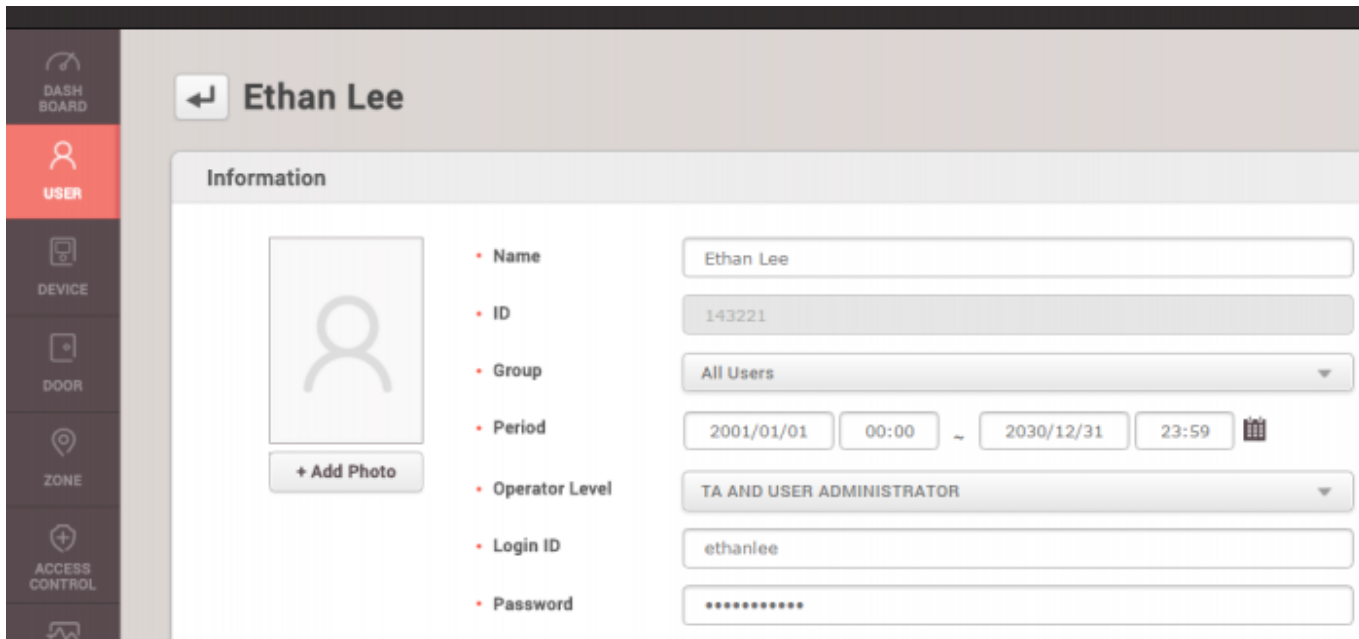 DASH
BOARD
USER
DEVICE
DOOR
ZONE
ACCESS
CONTROL
Ethan Lee
Information
+ Add Photo
• Name
Ethan Lee
• ID
143221
• Group
All Users
• Period
2001/01/01 00:00 ~ 2030/12/31 23:59
• Operator Level
TA AND USER ADMINISTRATOR
• Login ID
ethanlee
• Password
•••••••••••